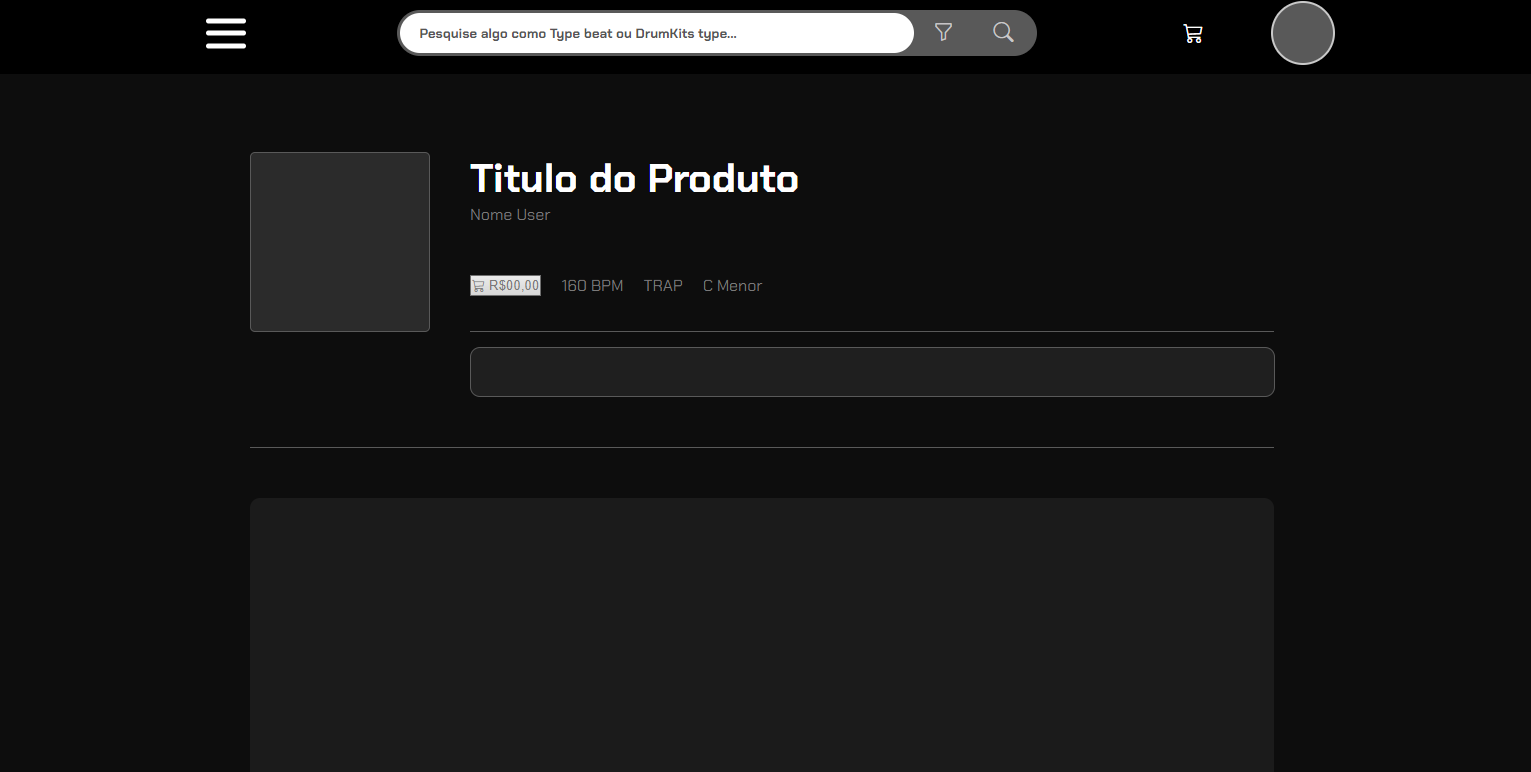 Pesquise algo como Type beat ou DrumKits type...
Titulo do Produto
Nome User
R$00,00 160 BPM TRAP C Menor